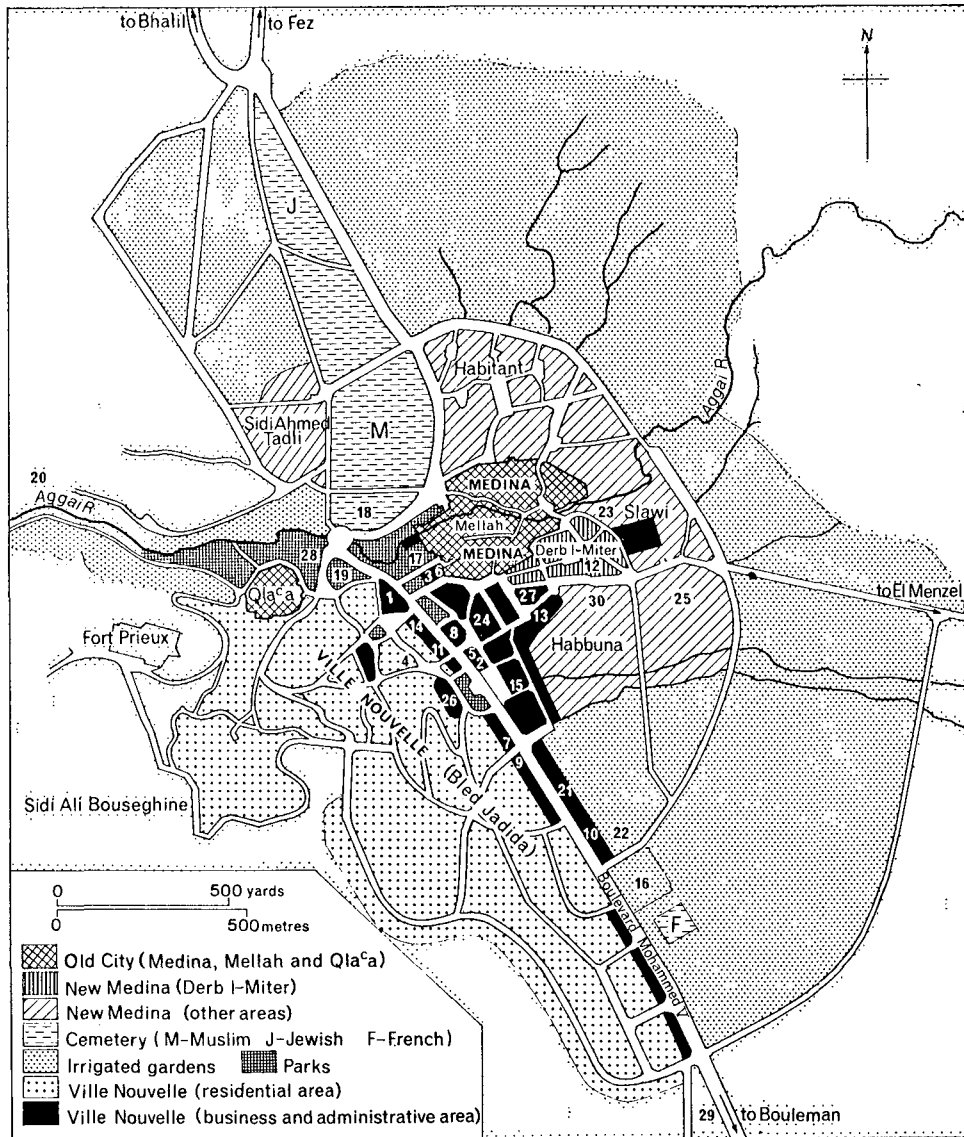 to Bhalil
to Fez
N
J
Habitant
Sidi Ahmed
Tadli
M
Aggai R.
20
Aggai R.
MEDINA
18
23
Slawi
Mellah
28
17
MEDINA
Derb l-Miter
12
19
36
Qlaᶜa
1
27
30
25
to El Menzel
24
13
Fort Prieux
14
8
Habbuna
11
5
2
4
15
VILLE NOUVELLE
26
7
9
(Bled Jadida)
21
Sidi Ali Bouseghine
10
22
16
Boulevard Mohammed V
F
0 500 yards
0 500 metres
Old City (Medina, Mellah and Qlaᶜa)
New Medina (Derb l-Miter)
New Medina (other areas)
Cemetery (M-Muslim J-Jewish F-French)
Irrigated gardens Parks
Ville Nouvelle (residential area)
Ville Nouvelle (business and administrative area)
29
to Bouleman